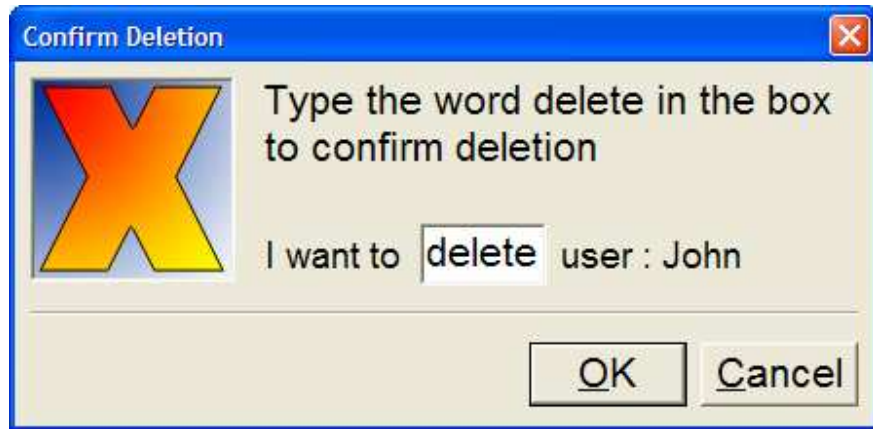 Confirm Deletion
Type the word delete in the box
to confirm deletion
I want to delete user : John
OK Cancel